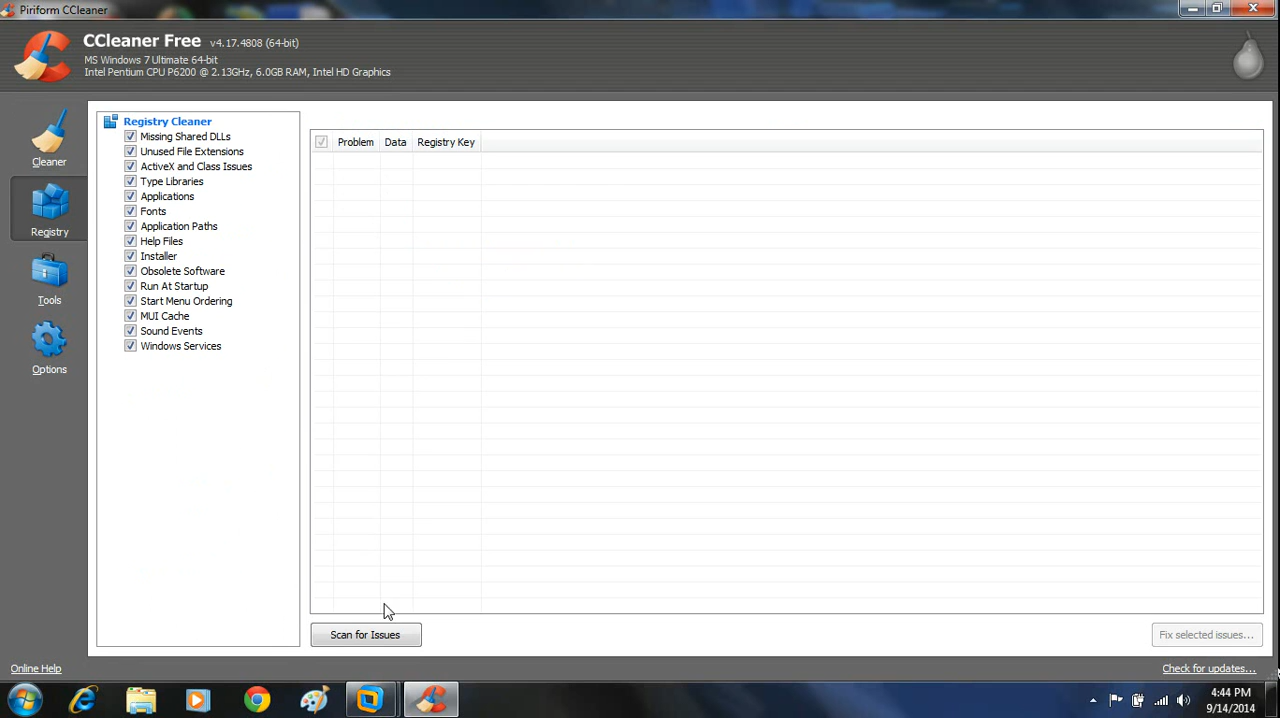 Piriform CCleaner
CCleaner Free v4.17.4808 (64-bit)
MS Windows 7 Ultimate 64-bit
Intel Pentium CPU P6200 @ 2.13GHz, 6.0GB RAM, Intel HD Graphics
Cleaner
Registry
Tools
Options
Registry Cleaner
Missing Shared DLLs
Unused File Extensions
ActiveX and Class Issues
Type Libraries
Applications
Fonts
Application Paths
Help Files
Installer
Obsolete Software
Run At Startup
Start Menu Ordering
MUI Cache
Sound Events
Windows Services
Problem Data Registry Key
Scan for Issues
Fix selected issues...
Online Help
Check for updates...
4:44 PM
9/14/2014